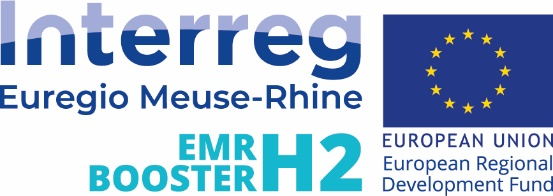 Interreg
Euregio Meuse-Rhine
EMR
BOOSTER H2
EUROPEAN UNION
European Regional
Development Fund